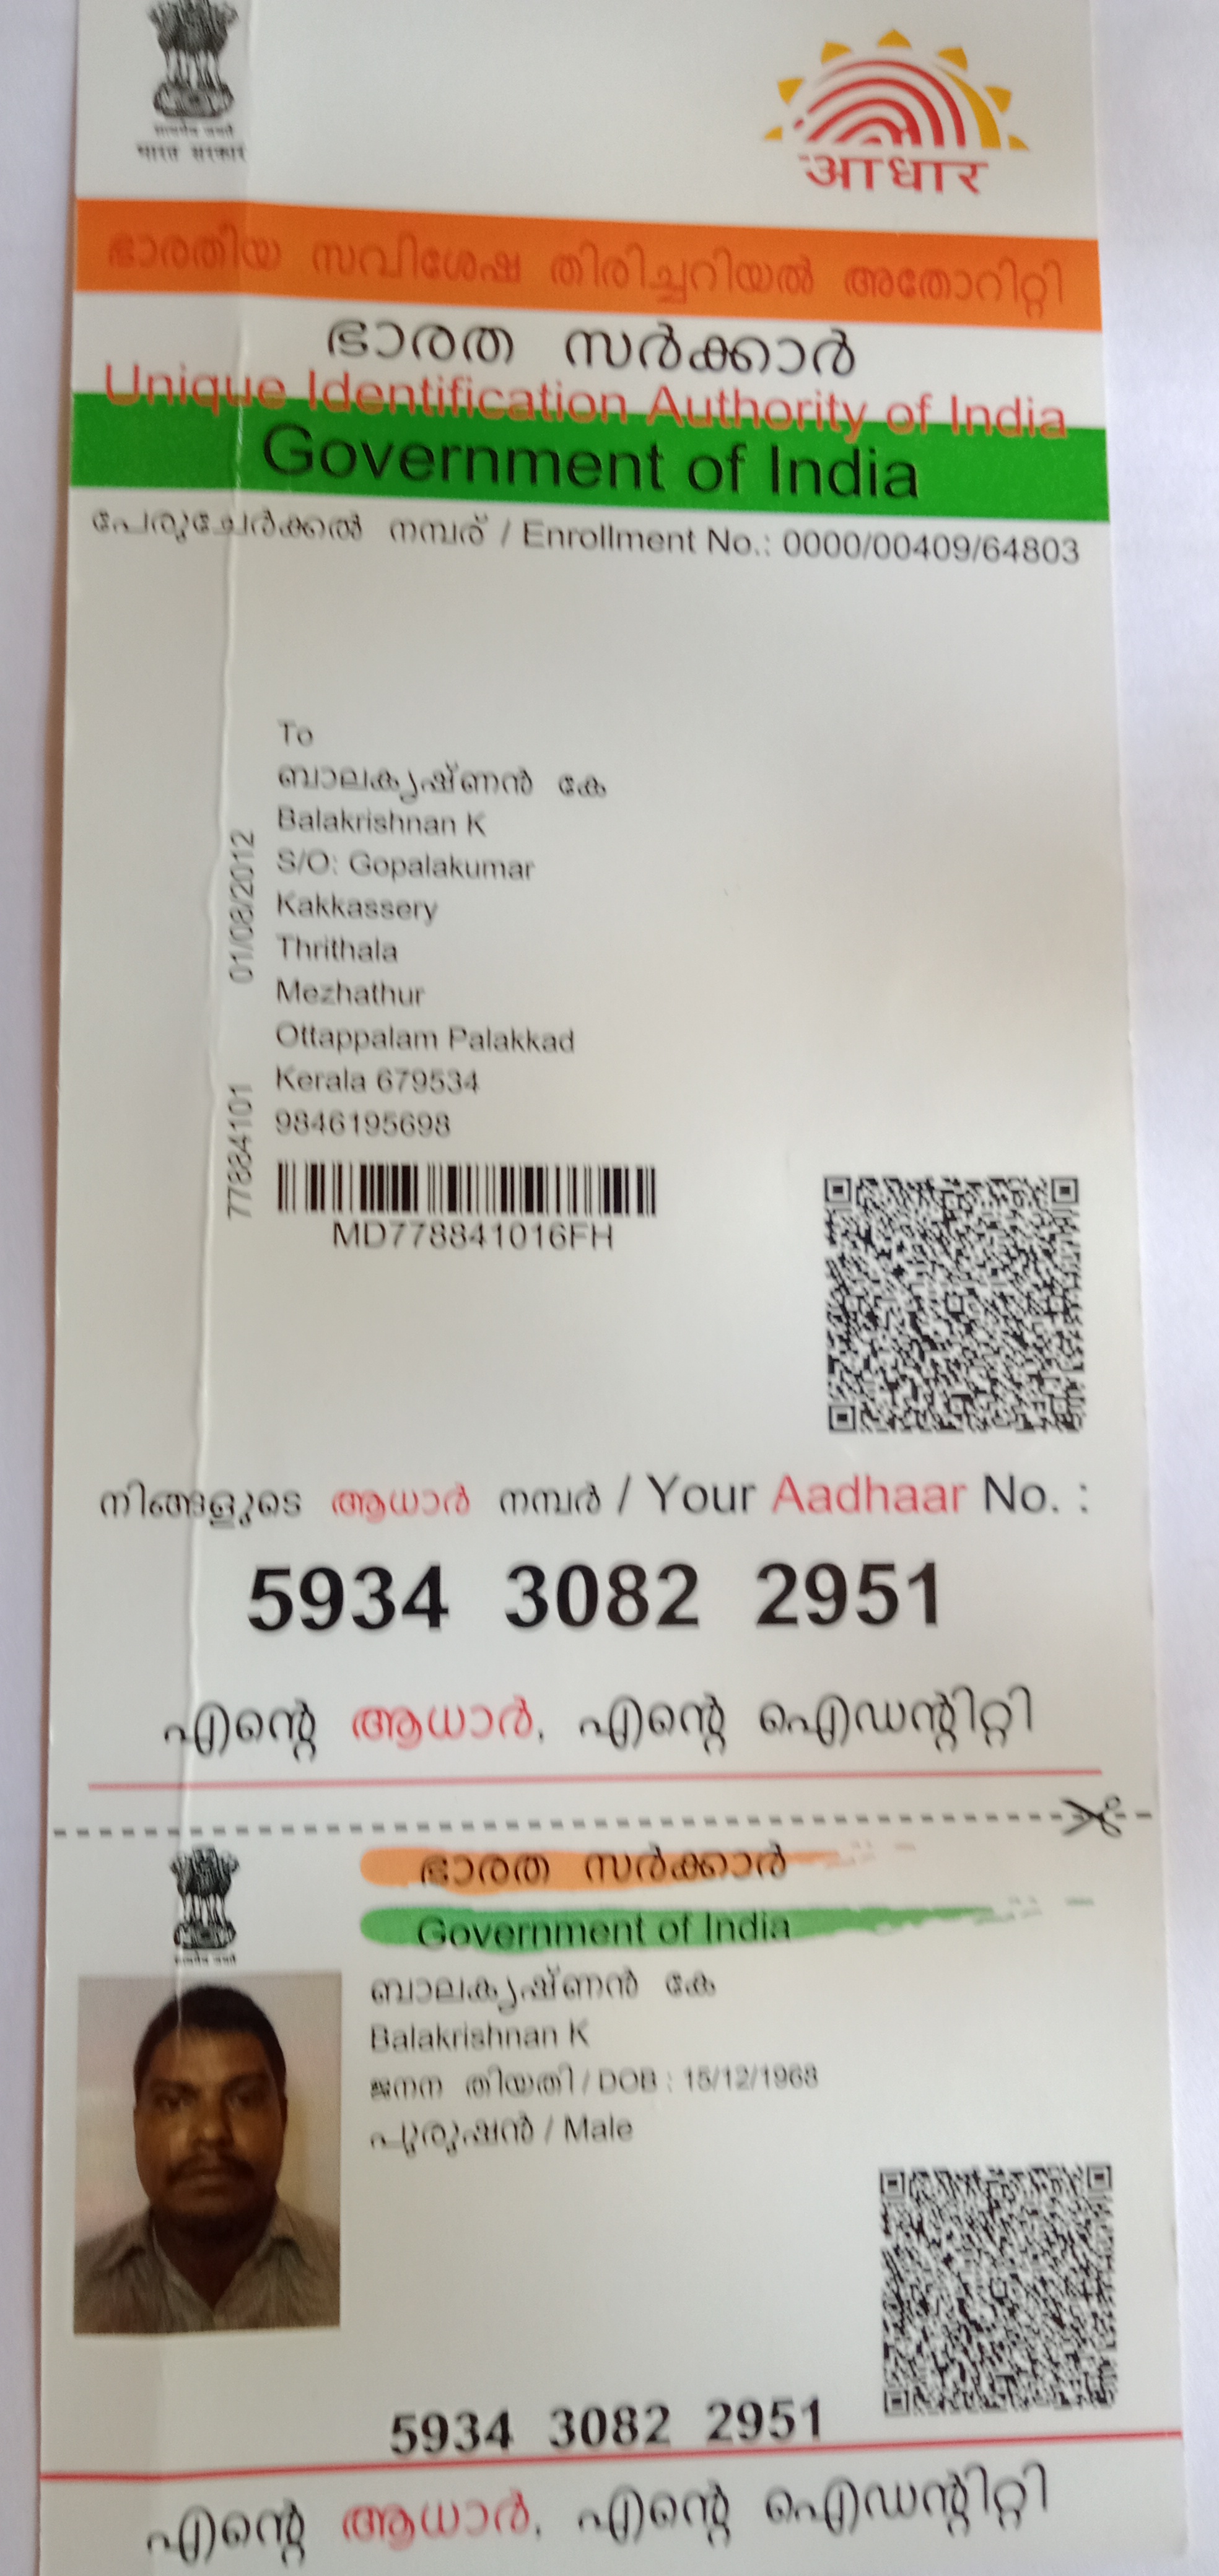 भारत सरकार
आधार
ഭാരതീയ സവിശേഷ തിരിച്ചറിയൽ അതോറിറ്റി
ഭാരത സർക്കാർ
Unique Identification Authority of India
Government of India
പേരുചേർക്കൽ നമ്പര് / Enrollment No.: 0000/00409/64803
To
ബാലകൃഷ്ണൻ കേ
Balakrishnan K
S/O: Gopalakumar
Kakkassery
Thrithala
Mezhathur
Ottappalam Palakkad
Kerala 679534
9846195698
77884101 01/08/2012
MD778841016FH
നിങ്ങളുടെ ആധാർ നമ്പർ / Your Aadhaar No. :
5934 3082 2951
എന്റെ ആധാർ, എന്റെ ഐഡന്റിറ്റി
ഭാരത സർക്കാർ
Government of India
ബാലകൃഷ്ണൻ കേ
Balakrishnan K
ജനന തിയതി / DOB : 15/12/1968
പുരുഷൻ / Male
5934 3082 2951
എന്റെ ആധാർ, എന്റെ ഐഡന്റിറ്റി